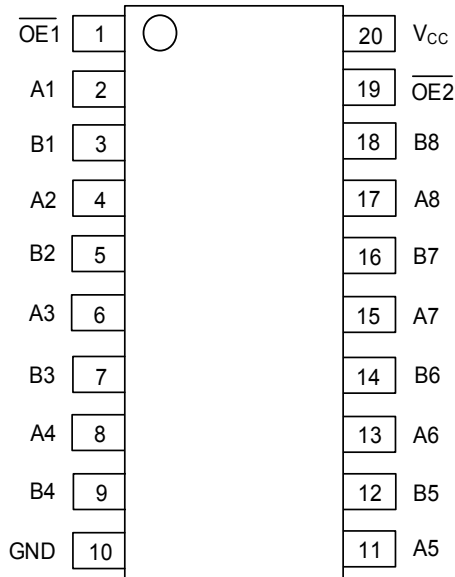 OE1 1 20 VCC
A1 2 19 OE2
B1 3 18 B8
A2 4 17 A8
B2 5 16 B7
A3 6 15 A7
B3 7 14 B6
A4 8 13 A6
B4 9 12 B5
GND 10 11 A5